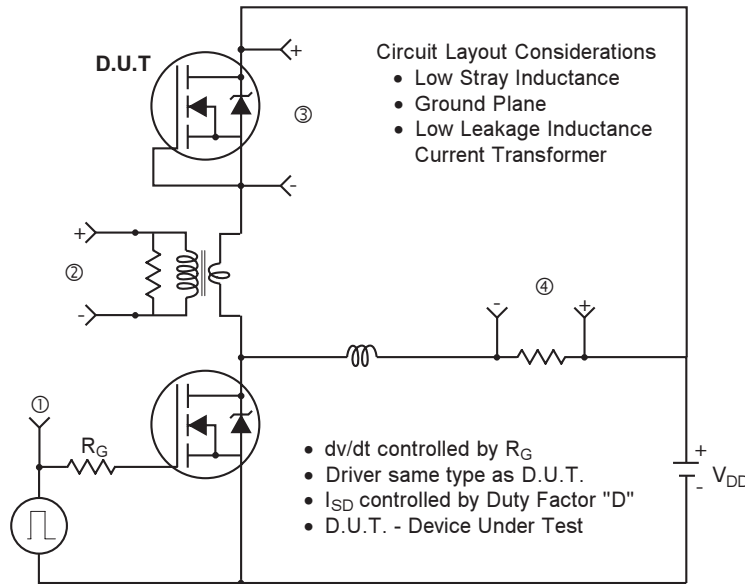 D.U.T
+
Circuit Layout Considerations
• Low Stray Inductance
• Ground Plane
• Low Leakage Inductance
Current Transformer
③
-
+
②
-
④
-
+
①
R_G
• dv/dt controlled by R_G
• Driver same type as D.U.T.
• I_SD controlled by Duty Factor "D"
• D.U.T. - Device Under Test
+
V_DD
-